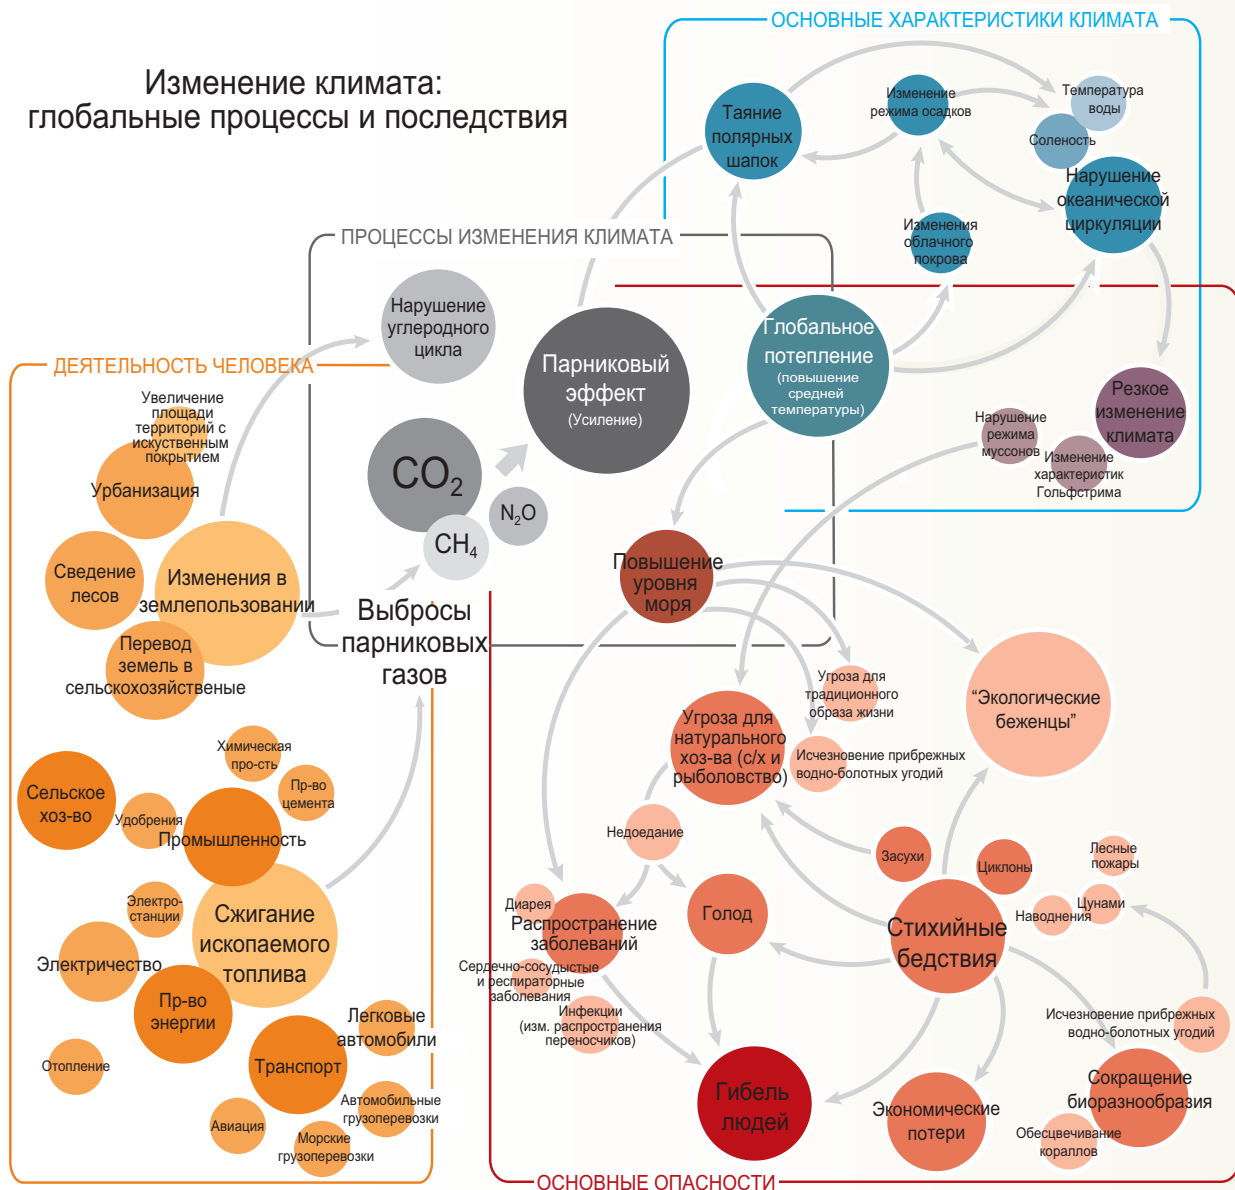 ОСНОВНЫЕ ХАРАКТЕРИСТИКИ КЛИМАТА
Изменение климата:
глобальные процессы и последствия
Таяние
полярных
шапок
Изменение
режима осадков
Температура
воды
Соленость
Нарушение
океанической
циркуляции
Изменения
облачного
покрова
ПРОЦЕССЫ ИЗМЕНЕНИЯ КЛИМАТА
Нарушение
углеродного
цикла
Парниковый
эффект
(Усиление)
Глобальное
потепление
(повышение
средней
температуры)
Резкое
изменение
климата
Нарушение
режима
муссонов
Изменение
характеристик
Гольфстрима
CO2
N2O
CH4
Выбросы
парниковых
газов
ДЕЯТЕЛЬНОСТЬ ЧЕЛОВЕКА
Увеличение
площади
территорий с
искуственным
покрытием
Урбанизация
Сведение
лесов
Изменения в
землепользовании
Перевод
земель в
сельскохозяйственые
Химическая
про-сть
Пр-во
цемента
Сельское
хоз-во
Удобрения
Промышленность
Электро-
станции
Сжигание
ископаемого
топлива
Электричество
Пр-во
энергии
Отопление
Транспорт
Легковые
автомобили
Автомобильные
грузоперевозки
Авиация
Морские
грузоперевозки
Повышение
уровня
моря
Угроза для
традиционного
образа жизни
“Экологические
беженцы”
Угроза для
натурального
хоз-ва (с/х и
рыболовство)
Исчезновение прибрежных
водно-болотных угодий
Недоедание
Засухи
Циклоны
Лесные
пожары
Цунами
Наводнения
Стихийные
бедствия
Диарея
Распространение
заболеваний
Голод
Сердечно-сосудыстые
и респираторные
заболевания
Инфекции
(изм. распространения
переносчиков)
Исчезновение прибрежных
водно-болотных угодий
Гибель
людей
Экономические
потери
Сокращение
биоразнообразия
Обесцвечивание
кораллов
ОСНОВНЫЕ ОПАСНОСТИ